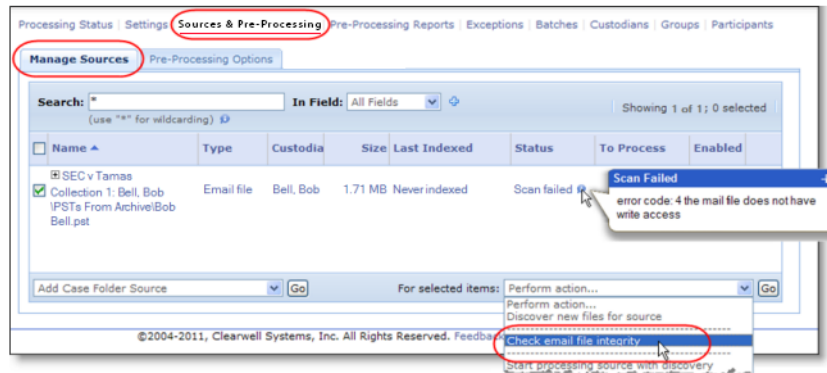 Processing Status | Settings | Sources & Pre-Processing | Pre-Processing Reports | Exceptions | Batches | Custodians | Groups | Participants
Manage Sources Pre-Processing Options
Search: * In Field: All Fields
(use "*" for wildcarding) Showing 1 of 1; 0 selected
Name Type Custodia Size Last Indexed Status To Process Enabled
SEC v Tamas
Collection 1: Bell, Bob
\PSTs From Archive\Bob
Bell.pst
Email file Bell, Bob 1.71 MB Never indexed Scan failed
Scan Failed
error code: 4 the mail file does not have
write access
Add Case Folder Source Go For selected items: Perform action... Go
Perform action...
Discover new files for source
Check email file integrity
Start processing source with discovery
©2004-2011, Clearwell Systems, Inc. All Rights Reserved. Feedback